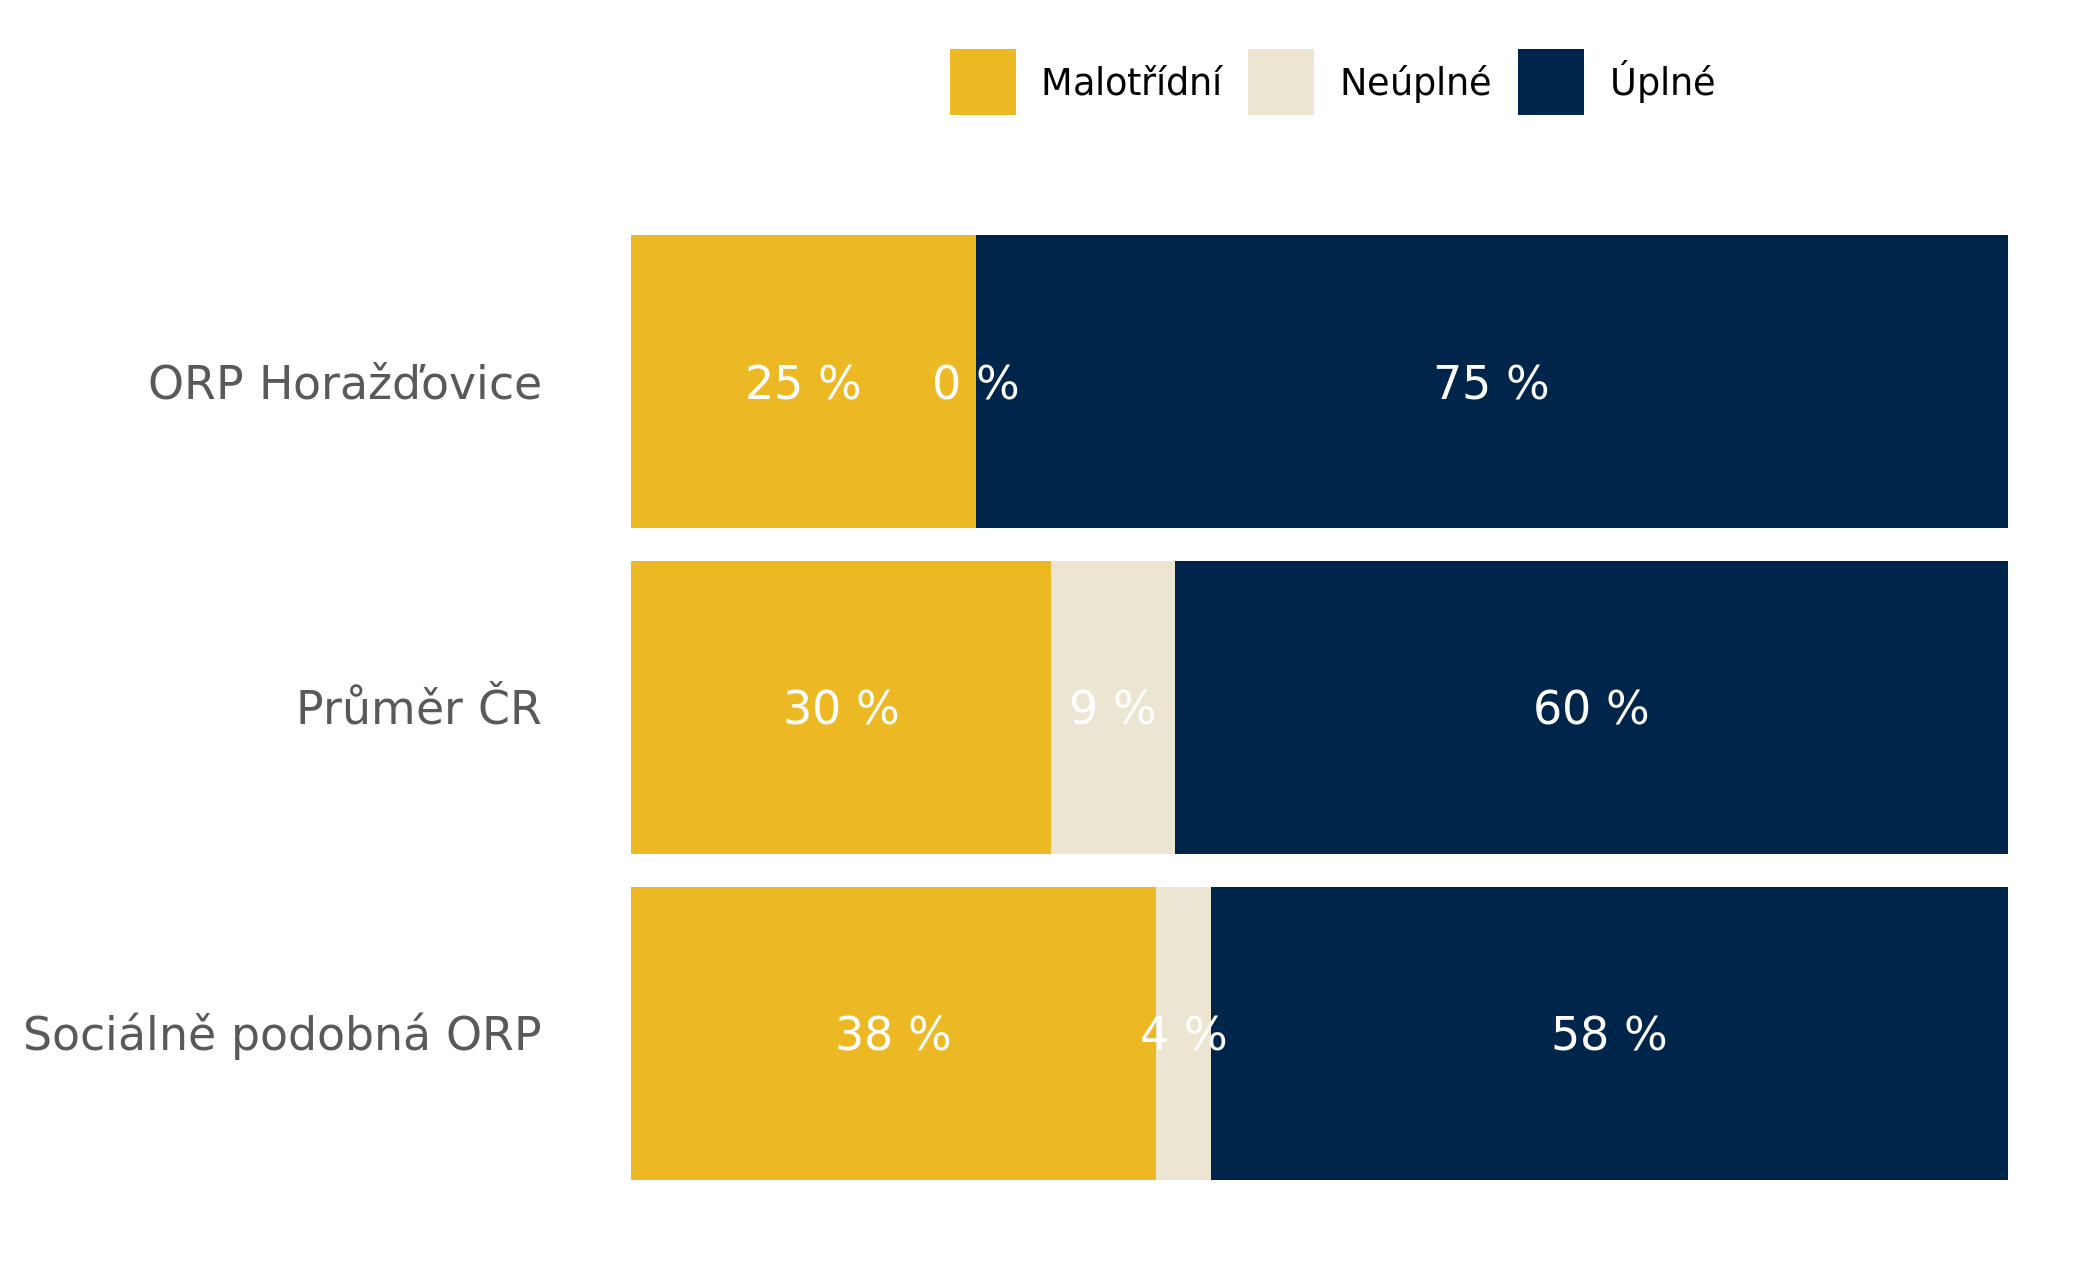 Malotřídní Neúplné Úplné
ORP Horažďovice 25 % 0 % 75 %
Průměr ČR 30 % 9 % 60 %
Sociálně podobná ORP 38 % 4 % 58 %